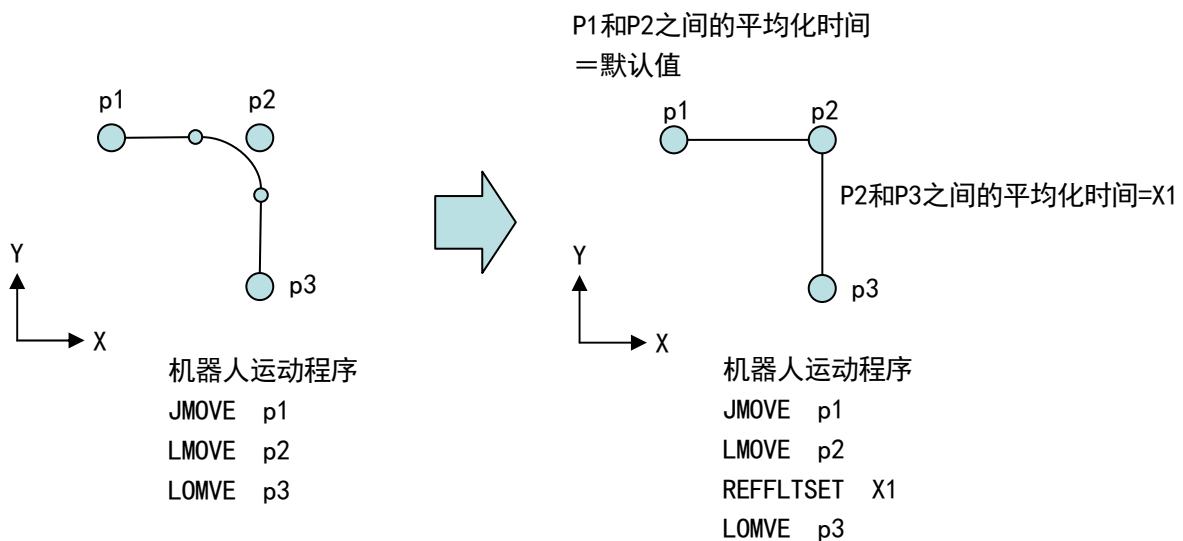 P1和P2之间的平均化时间
＝默认值
p1
p2
p3
Y
X
机器人运动程序
JMOVE p1
LMOVE p2
LOMVE p3
p1
p2
P2和P3之间的平均化时间=X1
p3
Y
X
机器人运动程序
JMOVE p1
LMOVE p2
REFFLTSET X1
LOMVE p3